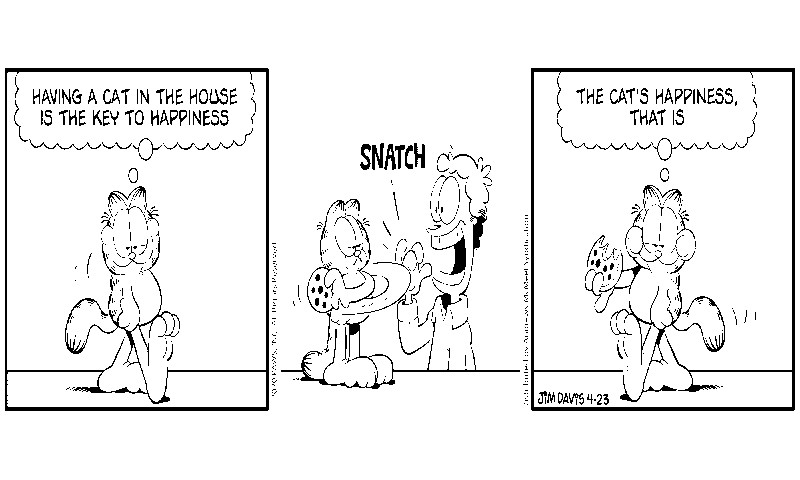 HAVING A CAT IN THE HOUSE
IS THE KEY TO HAPPINESS
SNATCH
THE CAT'S HAPPINESS,
THAT IS
JIM DAVIS 4-23